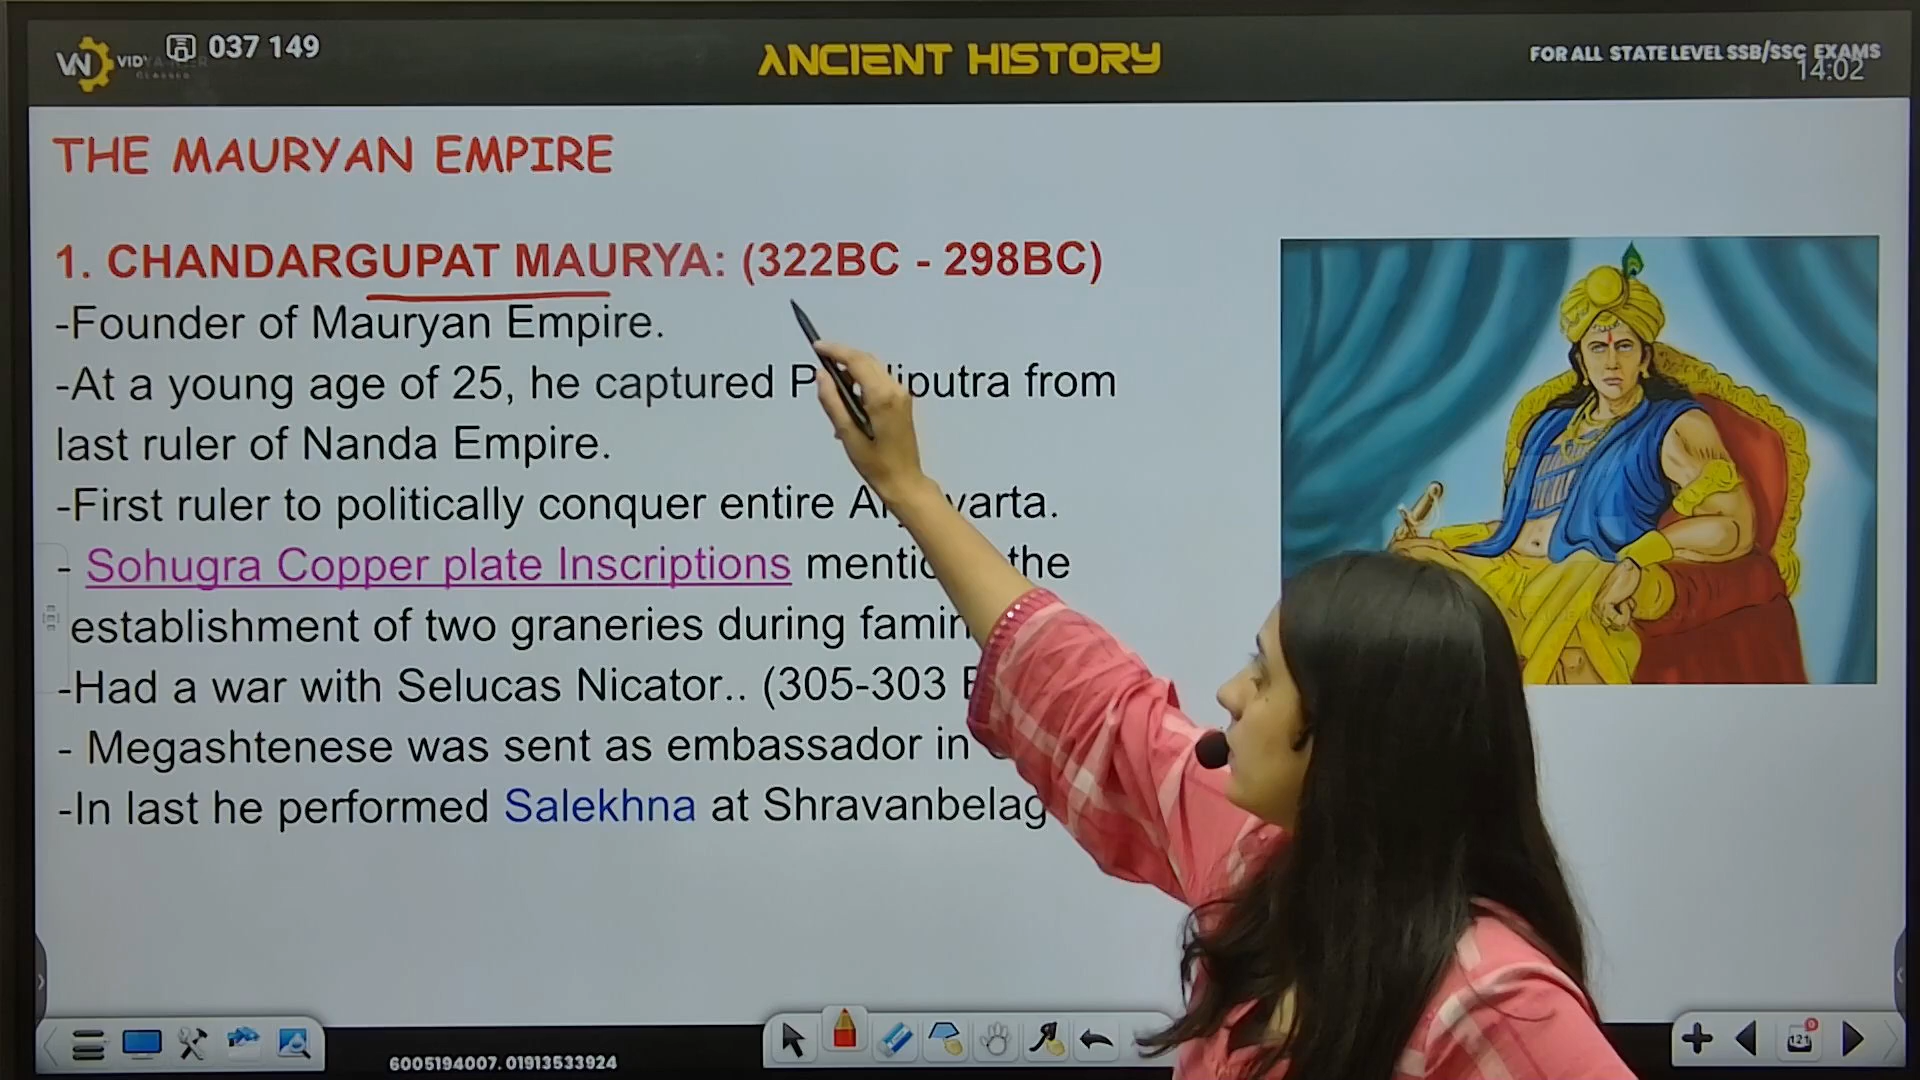 037 149
ANCIENT HISTORY
FOR ALL STATE LEVEL SSB/SSC EXAMS
14:02
THE MAURYAN EMPIRE
1. CHANDARGUPAT MAURYA: (322BC - 298BC)
-Founder of Mauryan Empire.
-At a young age of 25, he captured from
last ruler of Nanda Empire.
-First ruler to politically conquer entire
- Sohugra Copper plate Inscriptions the
establishment of two graneries during
-Had a war with Selucas Nicator.. (305-303
- Megashtenese was sent as embassador in
-In last he performed Salekhna at
121
6005194007. 01913533924